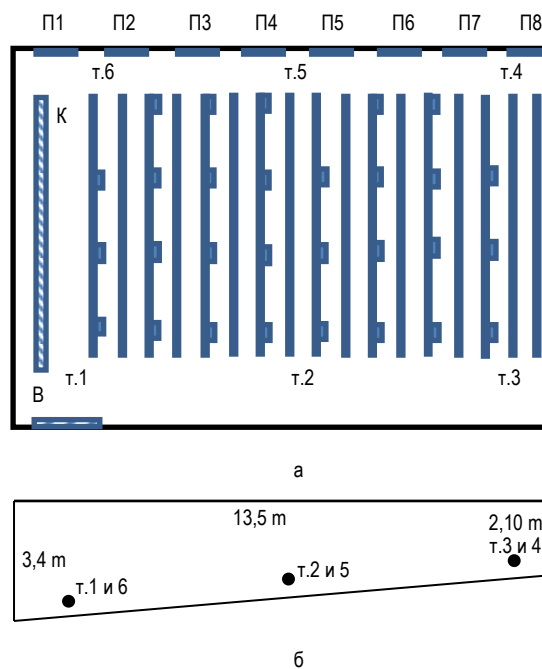 П1 П2 П3 П4 П5 П6 П7 П8
т.6 т.5 т.4
К
т.1 т.2 т.3
В
а
13,5 m 2,10 m
3,4 m т.3 и 4
т.2 и 5
т.1 и 6
б